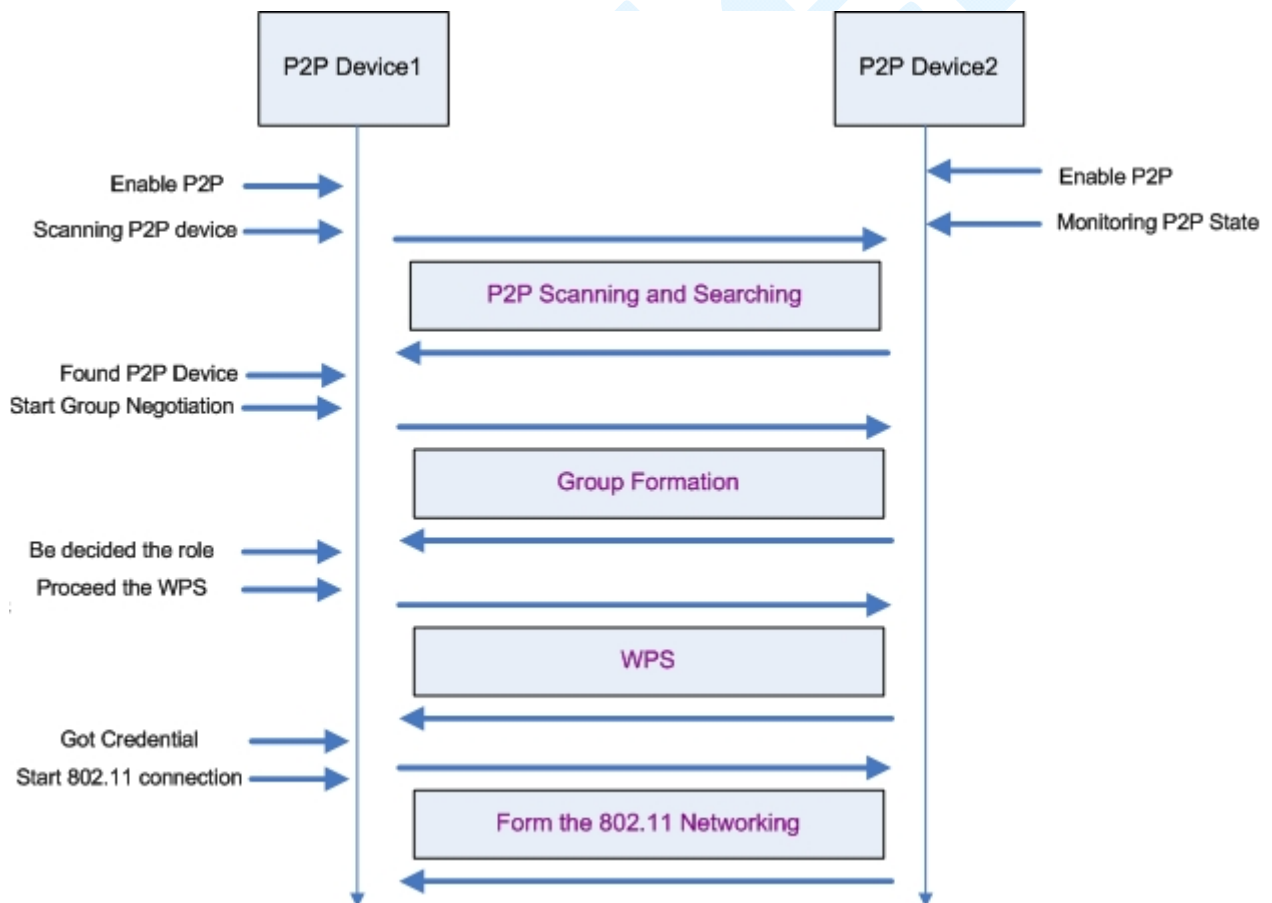 P2P Device1
P2P Device2
Enable P2P
Enable P2P
Scanning P2P device
Monitoring P2P State
P2P Scanning and Searching
Found P2P Device
Start Group Negotiation
Group Formation
Be decided the role
Proceed the WPS
WPS
Got Credential
Start 802.11 connection
Form the 802.11 Networking